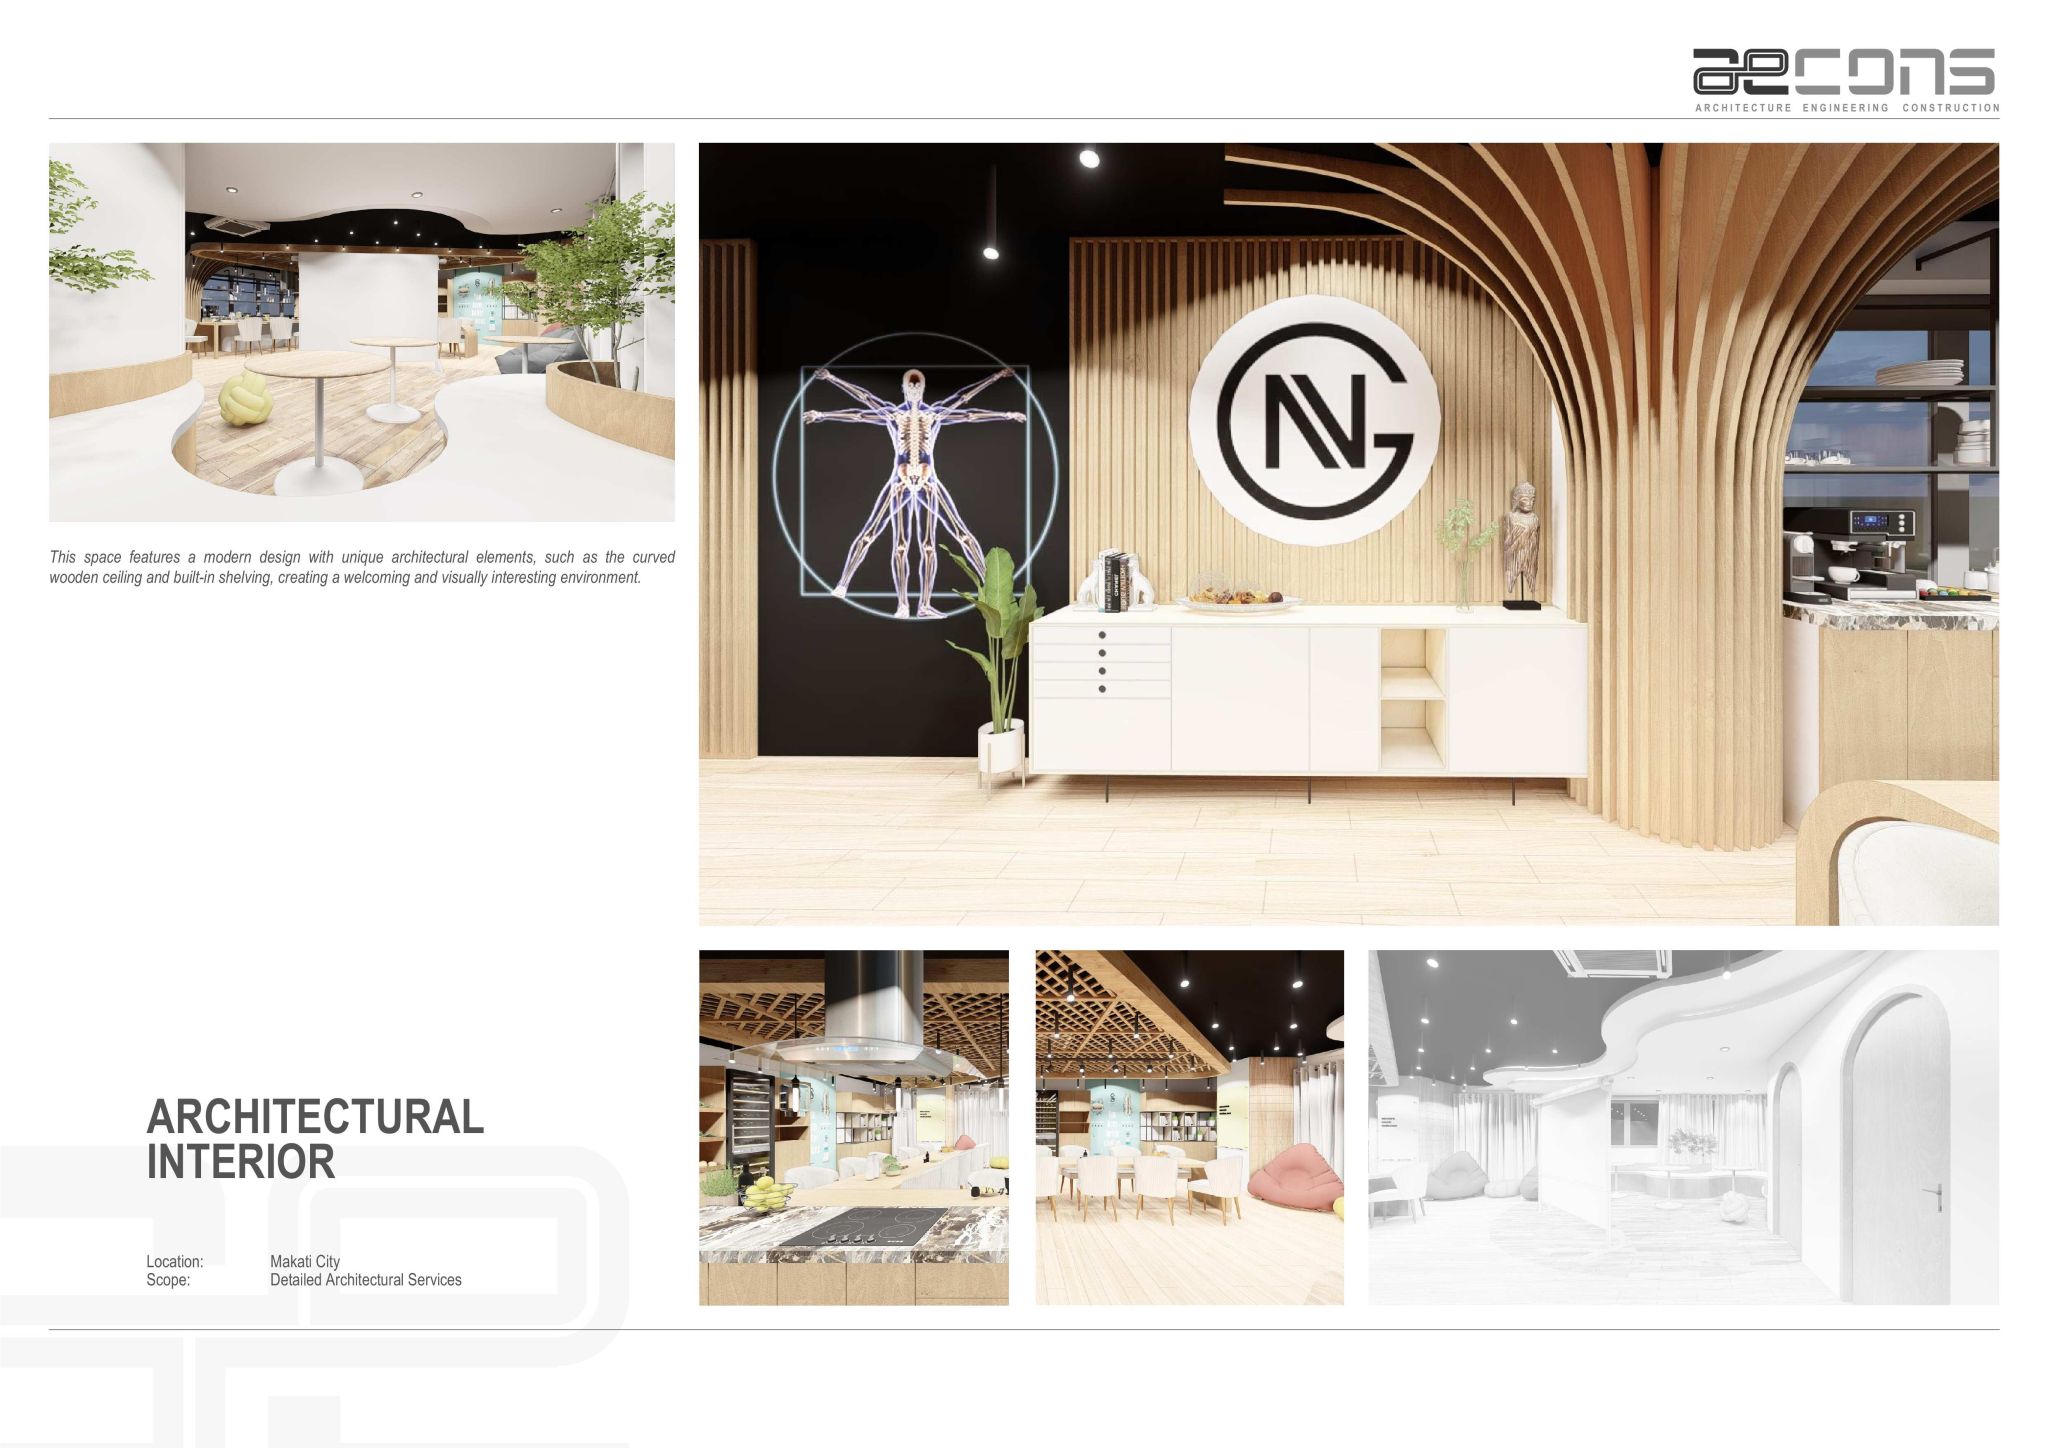 aecons
ARCHITECTURE ENGINEERING CONSTRUCTION
This space features a modern design with unique architectural elements, such as the curved
wooden ceiling and built-in shelving, creating a welcoming and visually interesting environment.
GN
ARCHITECTURAL
INTERIOR
Location: Makati City
Scope: Detailed Architectural Services